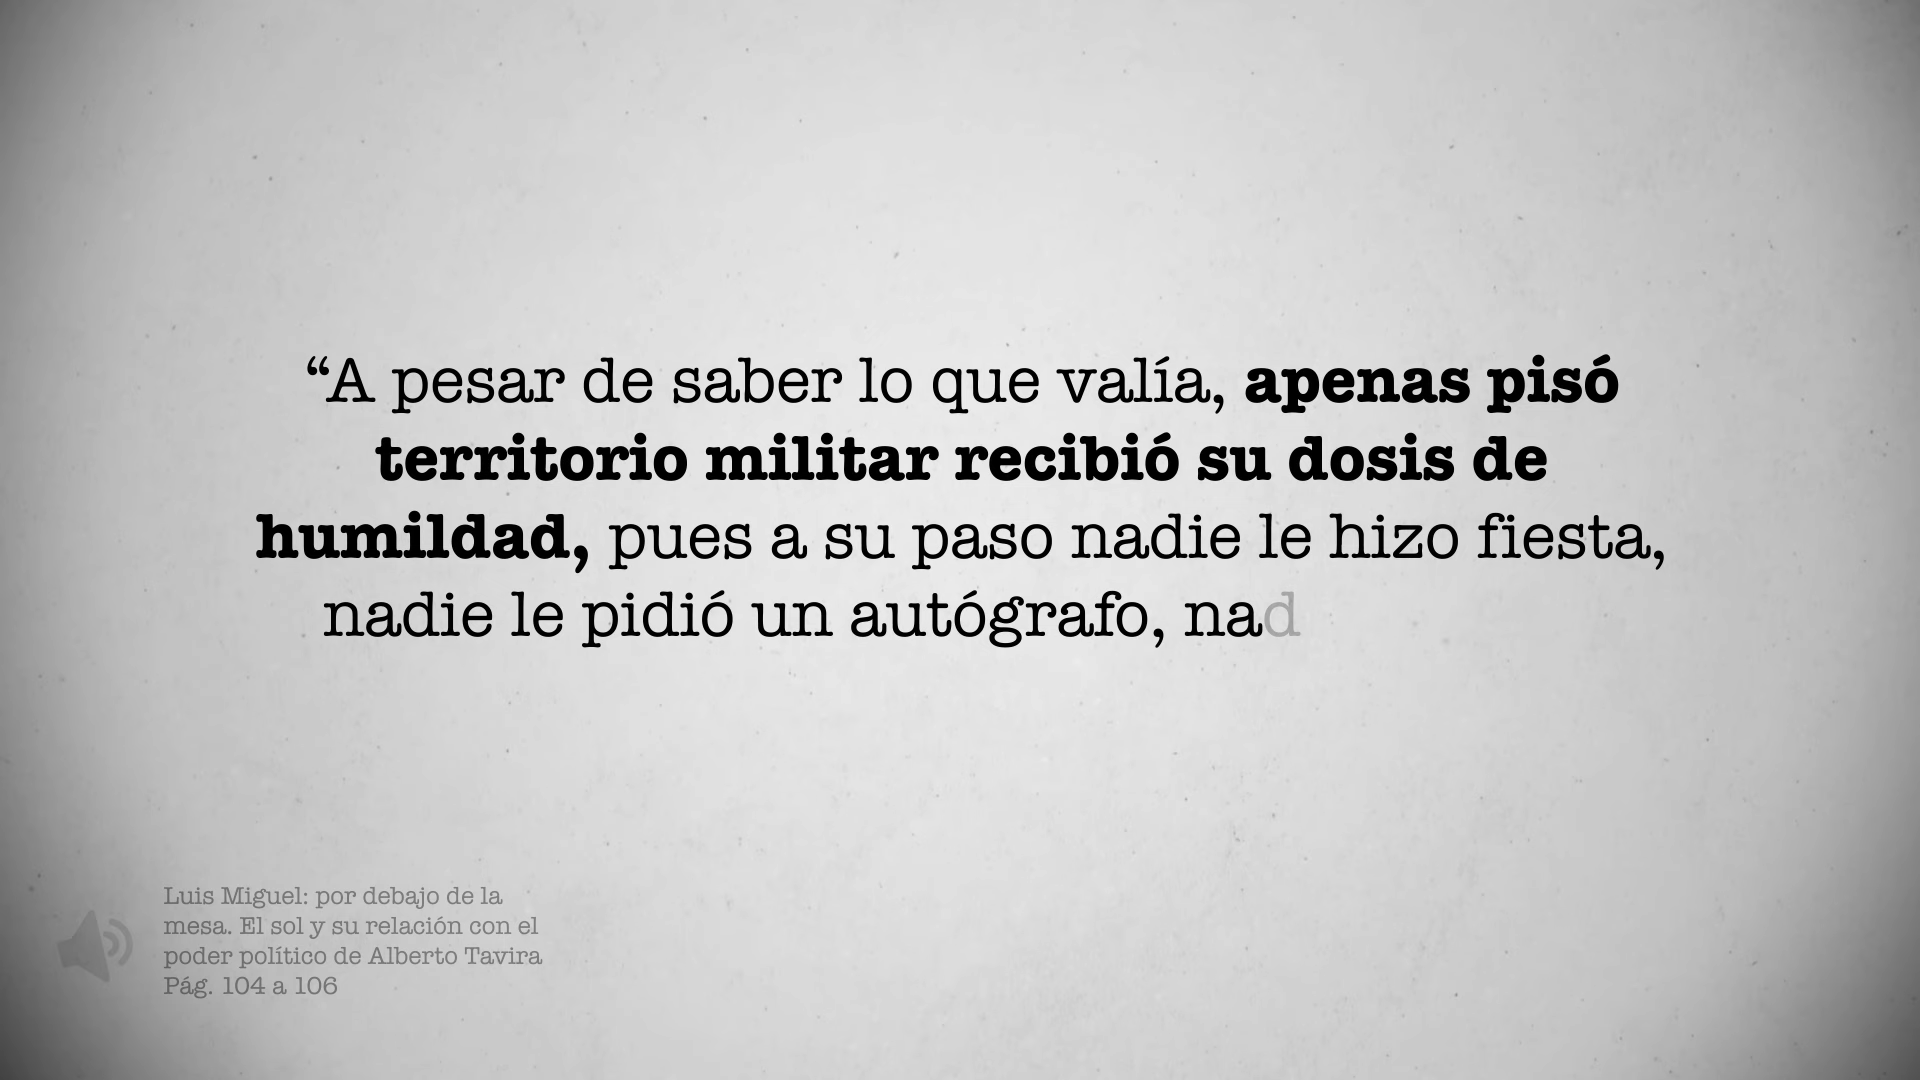 “A pesar de saber lo que valía, apenas pisó
territorio militar recibió su dosis de
humildad, pues a su paso nadie le hizo fiesta,
nadie le pidió un autógrafo, nad
Luis Miguel: por debajo de la
mesa. El sol y su relación con el
poder político de Alberto Tavira
Pág. 104 a 106